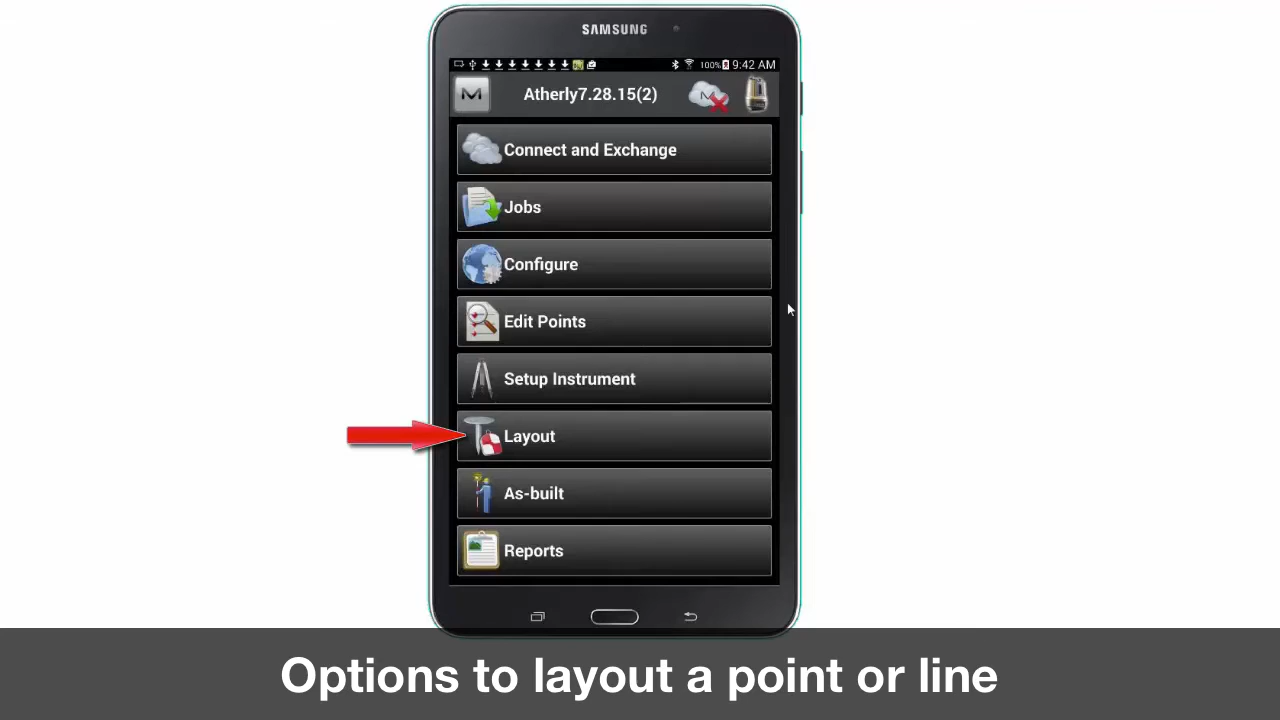 SAMSUNG
100% 9:42 AM
Atherly7.28.15(2)
Connect and Exchange
Jobs
Configure
Edit Points
Setup Instrument
Layout
As-built
Reports
Options to layout a point or line